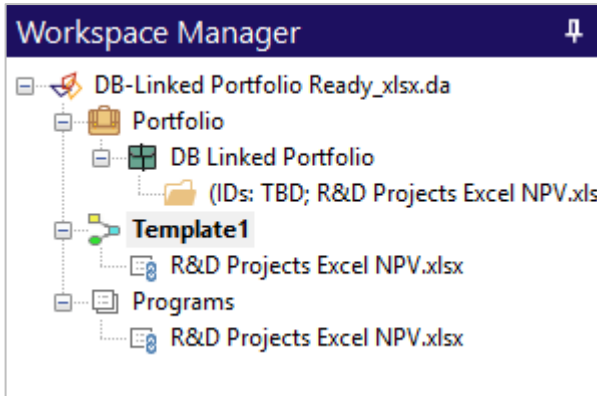 Workspace Manager
DB-Linked Portfolio Ready_xlsx.da
Portfolio
DB Linked Portfolio
(IDs: TBD; R&D Projects Excel NPV.xls
Template1
R&D Projects Excel NPV.xlsx
Programs
R&D Projects Excel NPV.xlsx